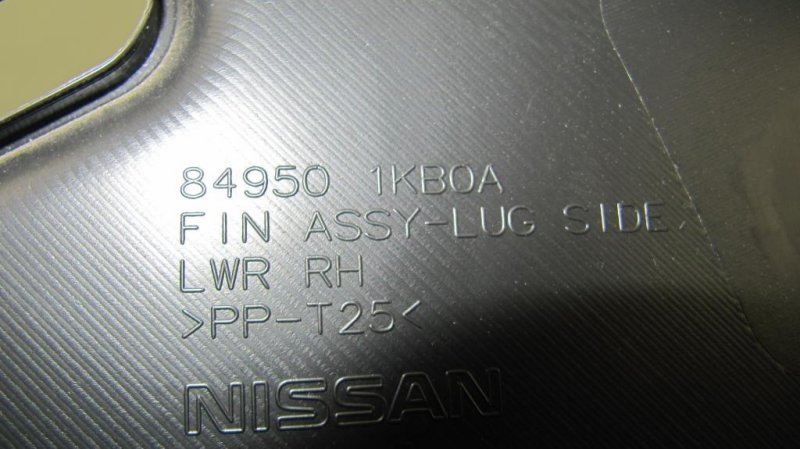 84950 1KB0A
FIN ASSY-LUG SIDE,
LWR RH
>PP-T25<
NISSAN